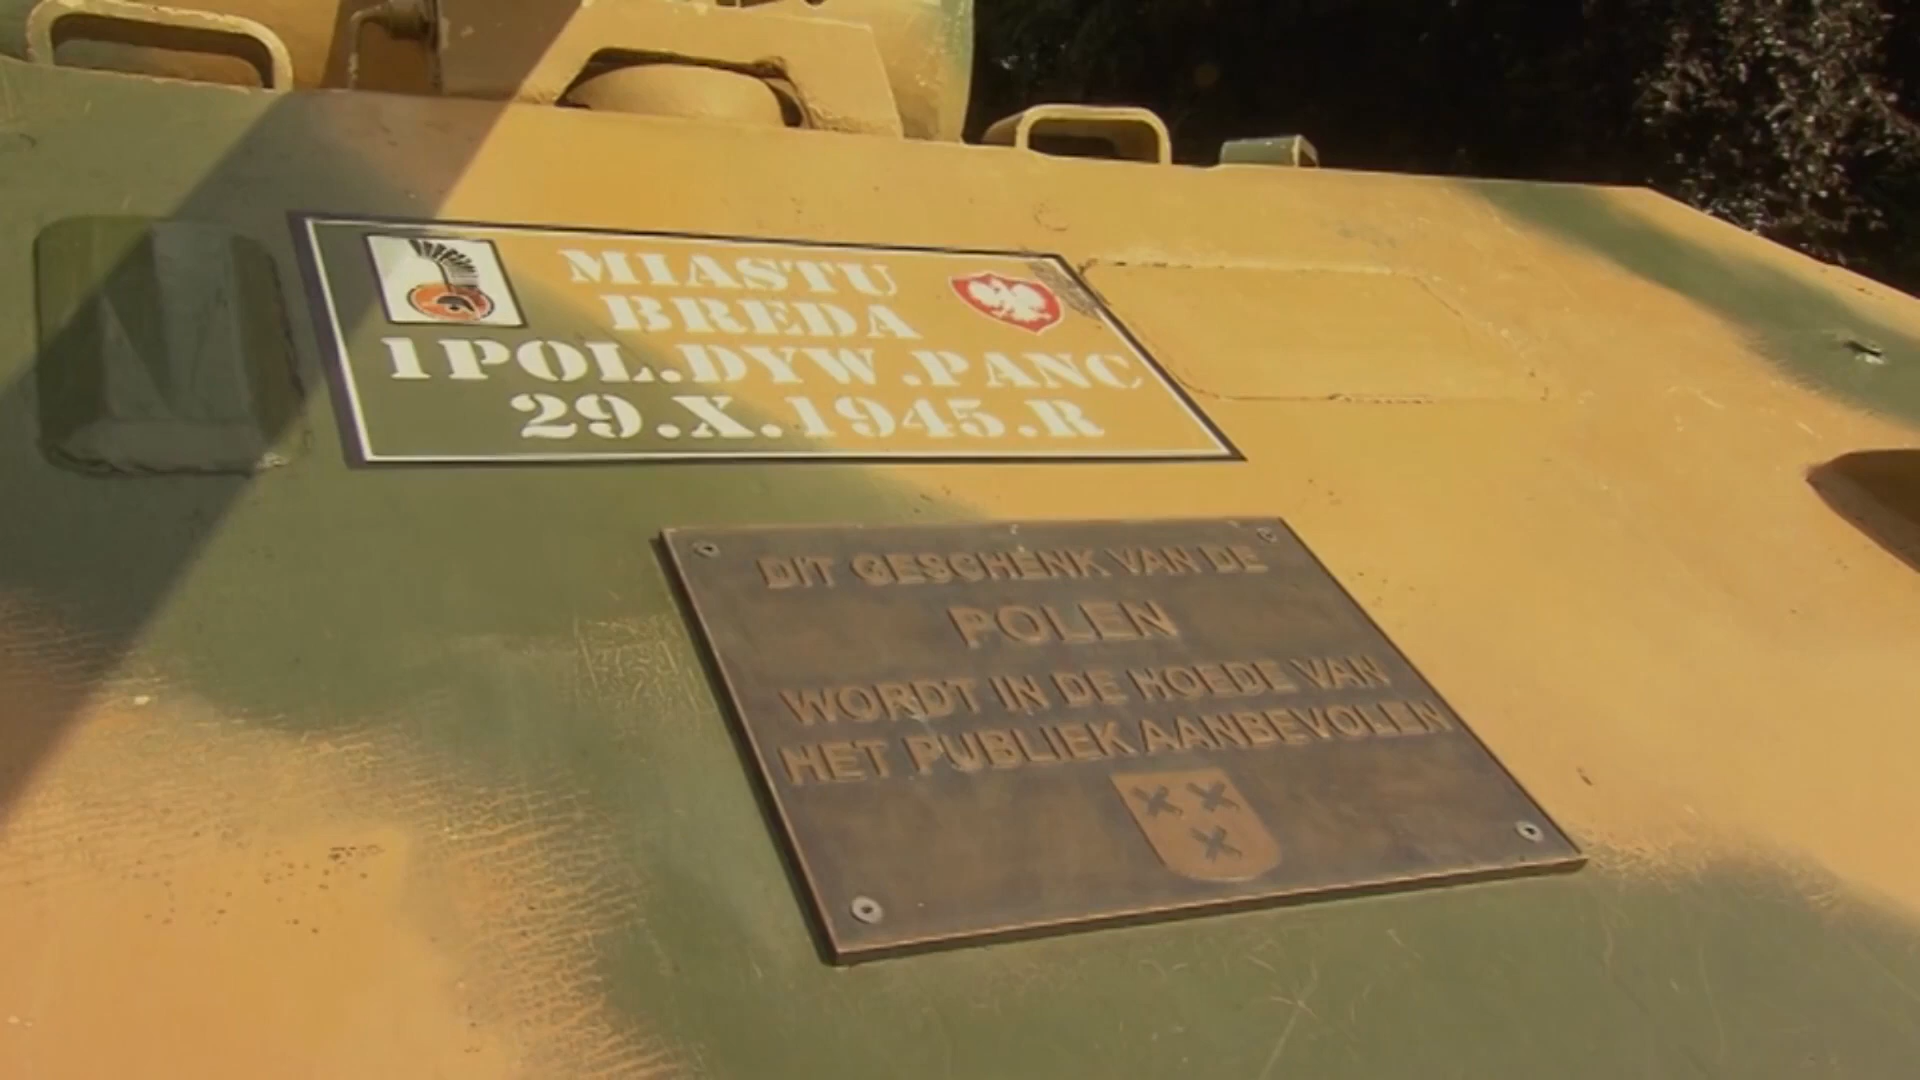 MIASTU
BREDA
1 POL.DYW.PANC
29.X.1945.R
DIT GESCHENK VAN DE
POLEN
WORDT IN DE HOEDE VAN
HET PUBLIEK AANBEVOLEN